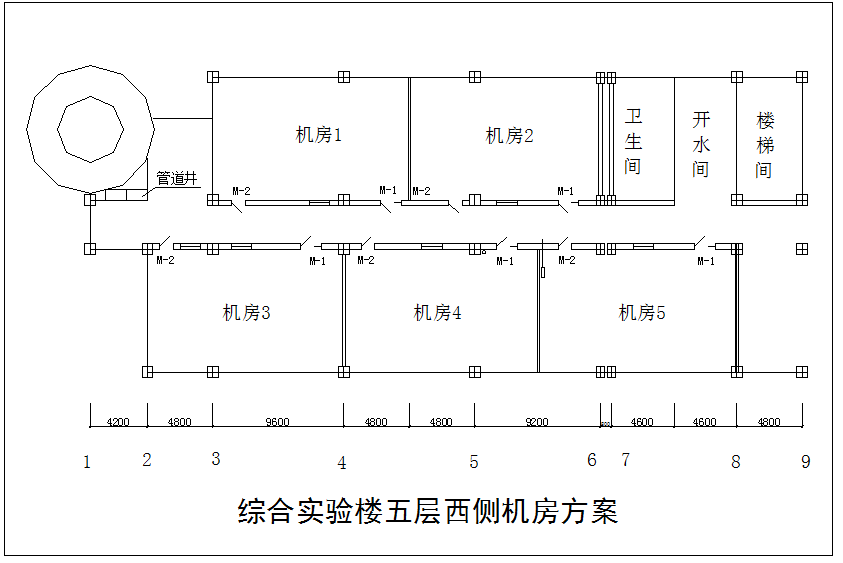 机房1
机房2
卫生间
开水间
楼梯间
管道井
M-2
M-1
M-2
M-1
M-2
M-1
M-2
M-1
M-2
M-1
机房3
机房4
机房5
4200
4800
9600
4800
4800
9200
4600
4600
4800
1
2
3
4
5
6
7
8
9
综合实验楼五层西侧机房方案